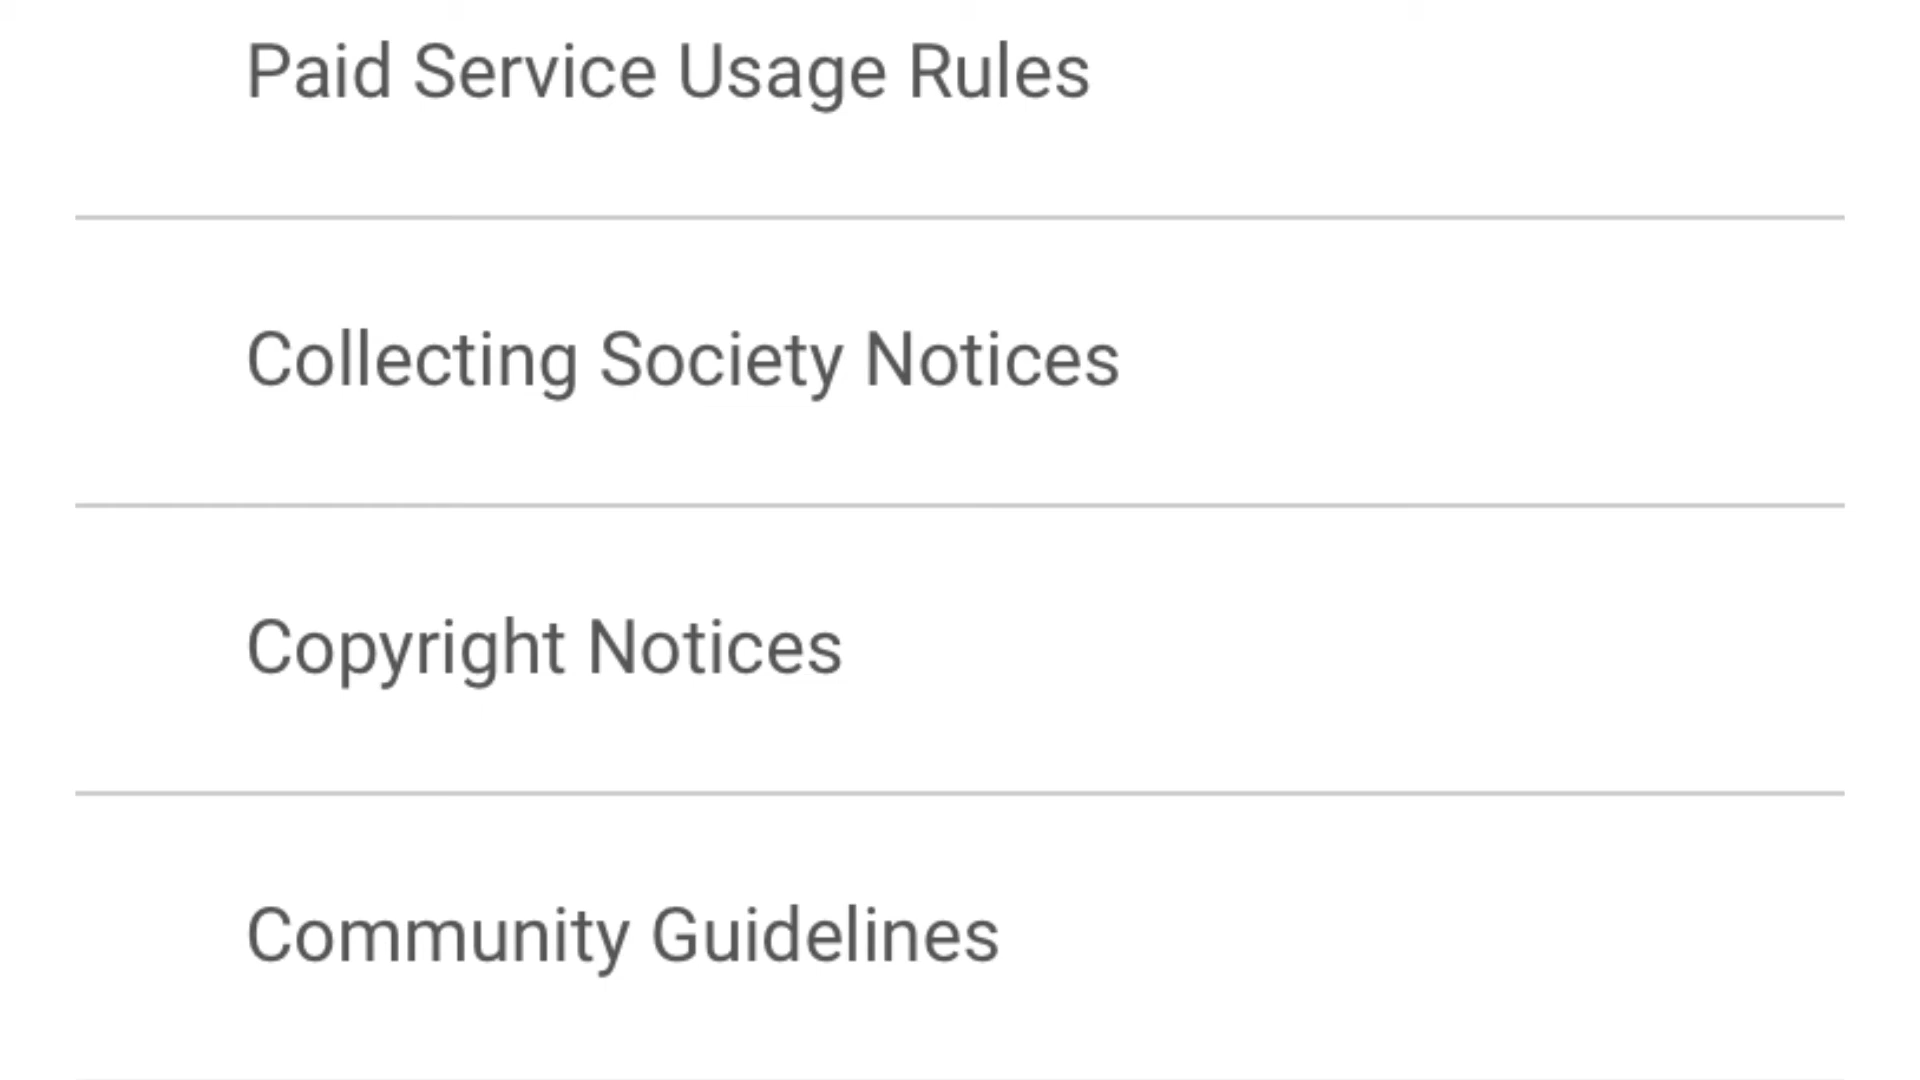 Paid Service Usage Rules
Collecting Society Notices
Copyright Notices
Community Guidelines